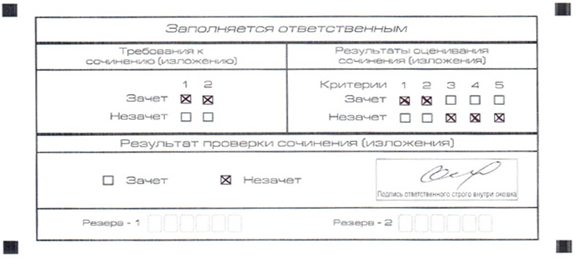 Заполняется ответственным
Требования к сочинению (изложению)
1 2
Зачет
Незачет
Результаты оценивания сочинения (изложения)
Критерии 1 2 3 4 5
Зачет
Незачет
Результат проверки сочинения (изложения)
Зачет Незачет
Подпись ответственного строго внутри окошка
Резерв - 1 Резерв - 2